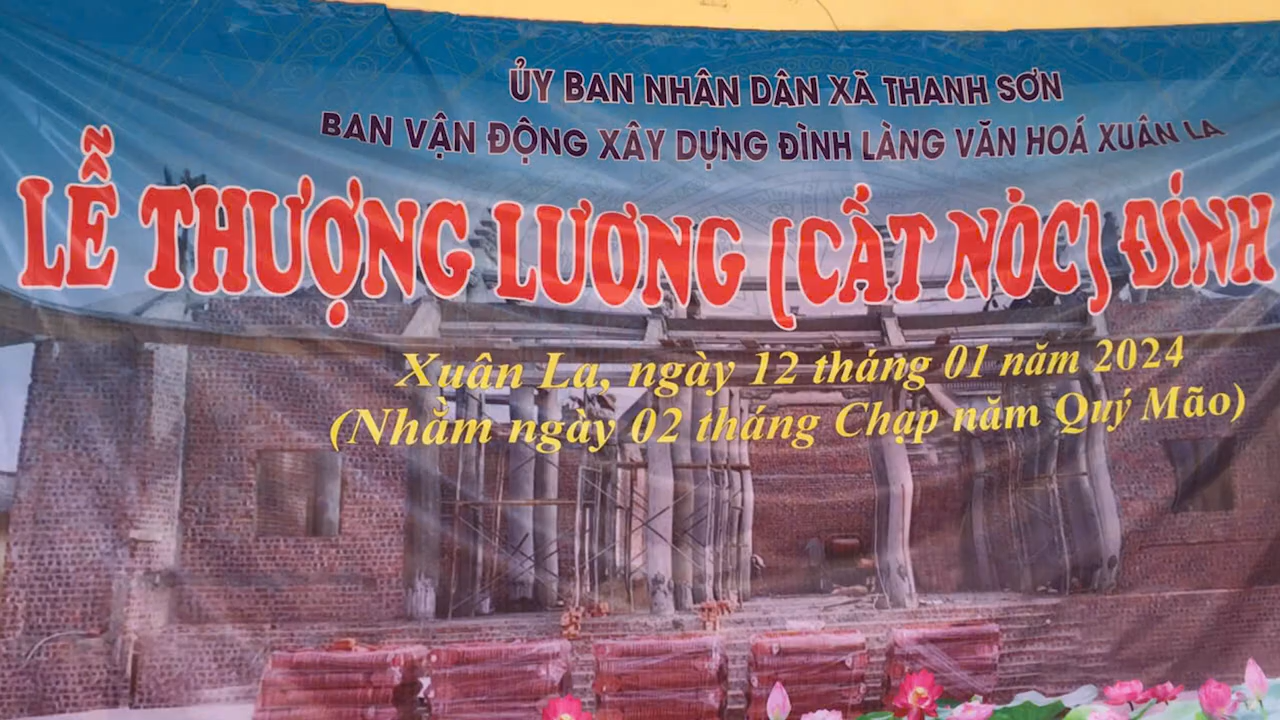 ỦY BAN NHÂN DÂN XÃ THANH SƠN
BAN VẬN ĐỘNG XÂY DỰNG ĐÌNH LÀNG VĂN HOÁ XUÂN LA
LỄ THƯỢNG LƯƠNG (CẤT NÓC) ĐÌNH
Xuân La, ngày 12 tháng 01 năm 2024
(Nhằm ngày 02 tháng Chạp năm Quý Mão)